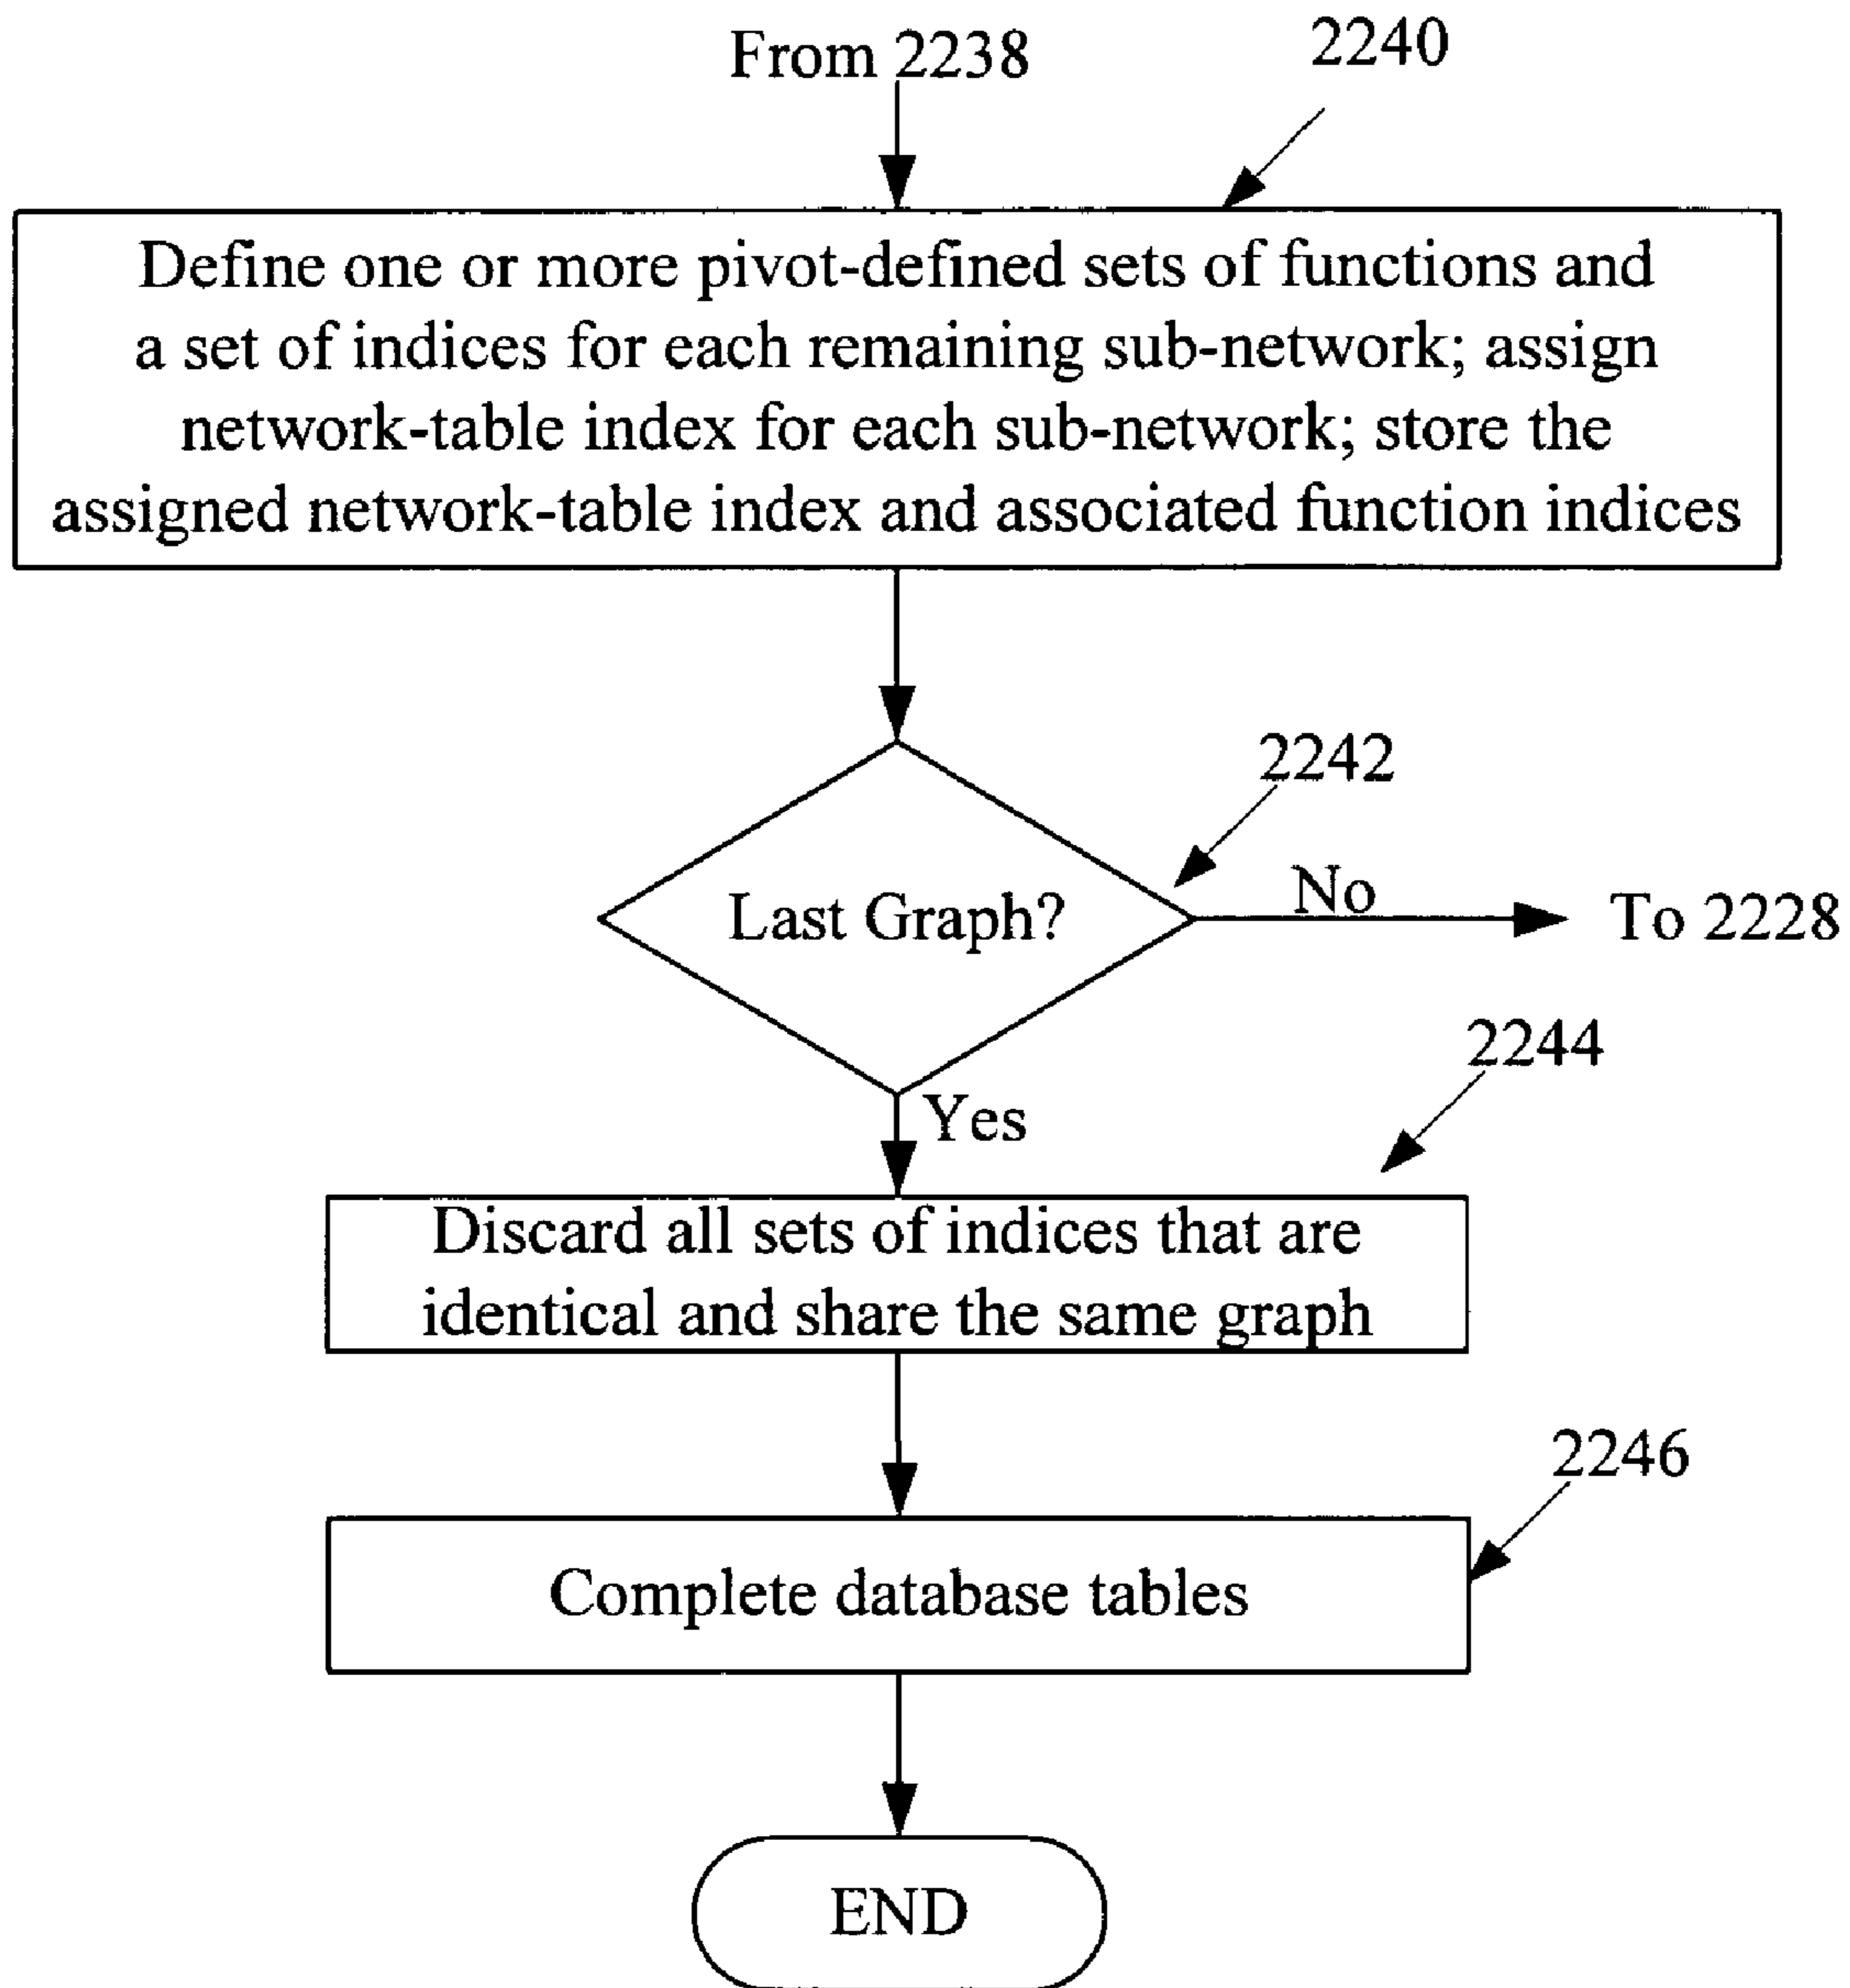 From 2238
2240
Define one or more pivot-defined sets of functions and
a set of indices for each remaining sub-network; assign
network-table index for each sub-network; store the
assigned network-table index and associated function indices
2242
Last Graph?
No
To 2228
Yes
2244
Discard all sets of indices that are
identical and share the same graph
2246
Complete database tables
END